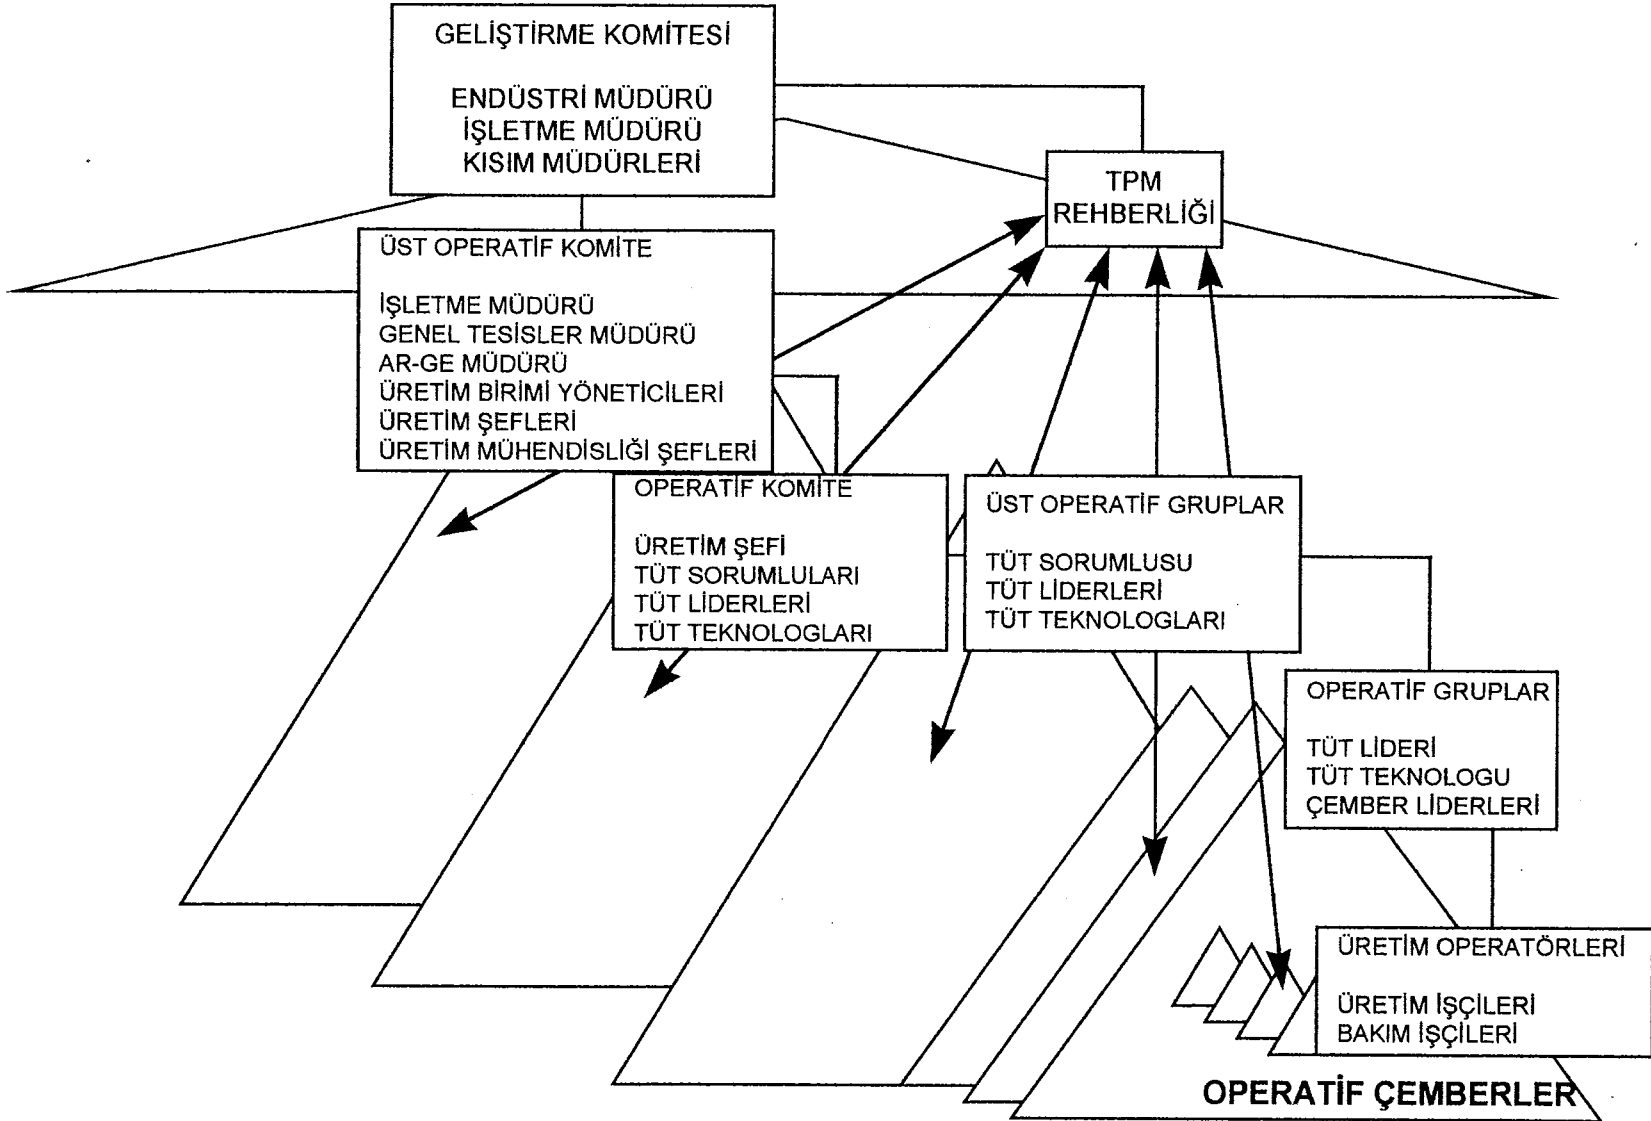 GELİŞTİRME KOMİTESİ
ENDÜSTRİ MÜDÜRÜ
İŞLETME MÜDÜRÜ
KISIM MÜDÜRLERİ
TPM
REHBERLİĞİ
ÜST OPERATİF KOMİTE
İŞLETME MÜDÜRÜ
GENEL TESİSLER MÜDÜRÜ
AR-GE MÜDÜRÜ
ÜRETİM BİRİMİ YÖNETİCİLERİ
ÜRETİM ŞEFLERİ
ÜRETİM MÜHENDİSLİĞİ ŞEFLERİ
OPERATİF KOMİTE
ÜRETİM ŞEFİ
TÜT SORUMLULARI
TÜT LİDERLERİ
TÜT TEKNOLOGLARI
ÜST OPERATİF GRUPLAR
TÜT SORUMLUSU
TÜT LİDERLERİ
TÜT TEKNOLOGLARI
OPERATİF GRUPLAR
TÜT LİDERİ
TÜT TEKNOLOGU
ÇEMBER LİDERLERİ
ÜRETİM OPERATÖRLERİ
ÜRETİM İŞÇİLERİ
BAKIM İŞÇİLERİ
OPERATİF ÇEMBERLER